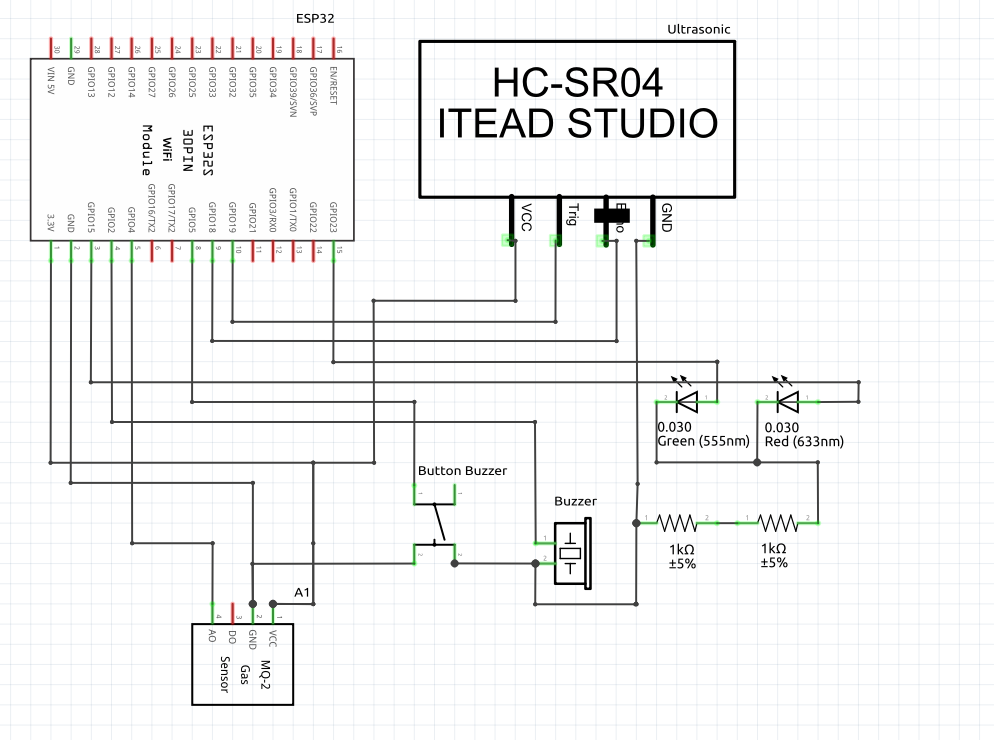 ESP32
Ultrasonic
30
29
28
27
26
25
24
23
22
21
20
19
18
17
16
VIN 5V
GND
GPIO13
GPIO12
GPIO14
GPIO27
GPIO26
GPIO25
GPIO33
GPIO32
GPIO35
GPIO34
GPIO39/SVN
GPIO36/SVP
EN/RESET
HC-SR04
ITEAD STUDIO
ESP32S
30PIN
WiFi
Module
3.3V
GND
GPIO15
GPIO2
GPIO4
GPIO16/TX2
GPIO17/TX2
GPIO5
GPIO18
GPIO19
GPIO21
GPIO3/RX0
GPIO1/TX0
GPIO22
GPIO23
1
2
3
4
5
6
7
8
9
10
11
12
13
14
15
VCC
Trig
GND
2
1
2
1
0.030
Green (555nm)
0.030
Red (633nm)
Button Buzzer
1
1
2
2
Buzzer
1
2
1
2
1
2
1kΩ
±5%
1kΩ
±5%
A1
4
3
2
1
AO
DO
GND
VCC
MQ-2
Gas
Sensor